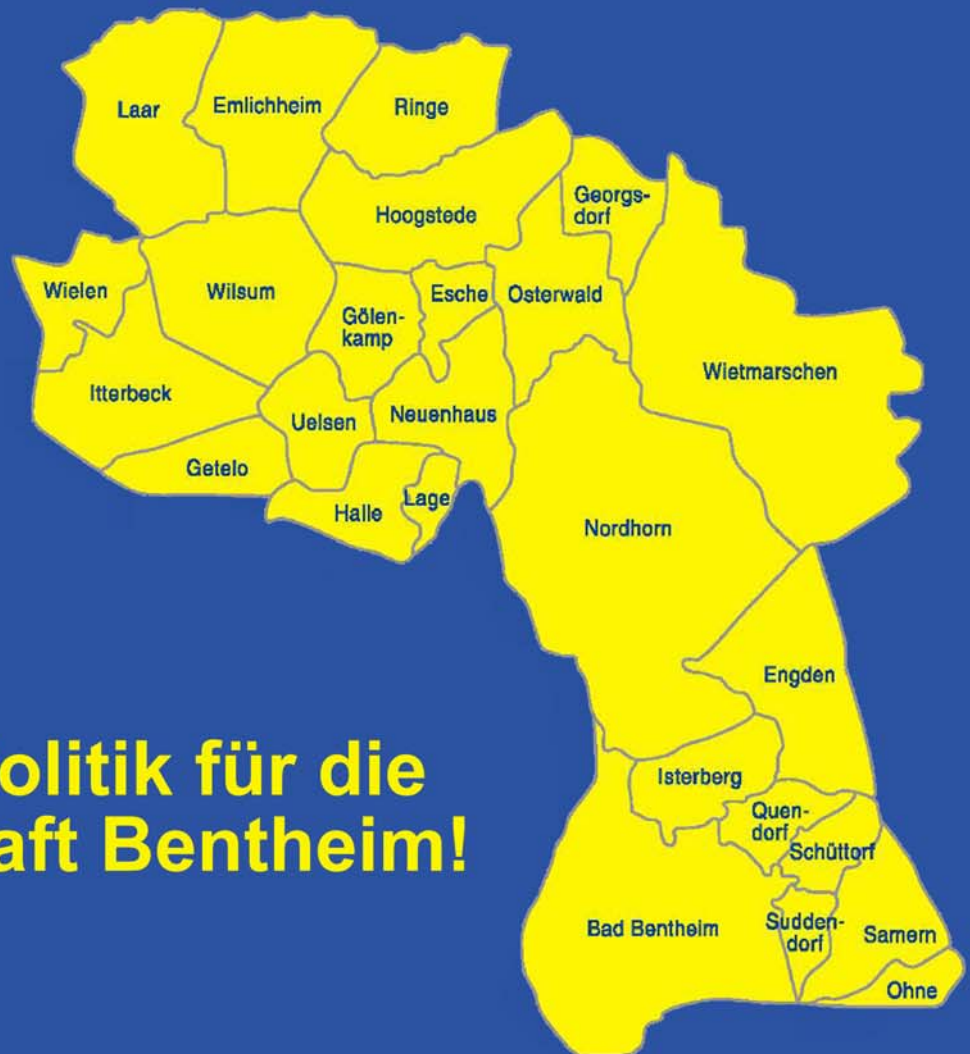 Laar
Emlichheim
Ringe
Hoogstede
Georgs-
dorf
Wielen
Wilsum
Gölen-
kamp
Esche
Osterwald
Itterbeck
Uelsen
Neuenhaus
Wietmarschen
Getelo
Halle
Lage
Nordhorn
Engden
Isterberg
Quen-
dorf
Schüttorf
Bad Bentheim
Sudden-
dorf
Samern
Ohne
olitik für die
aft Bentheim!